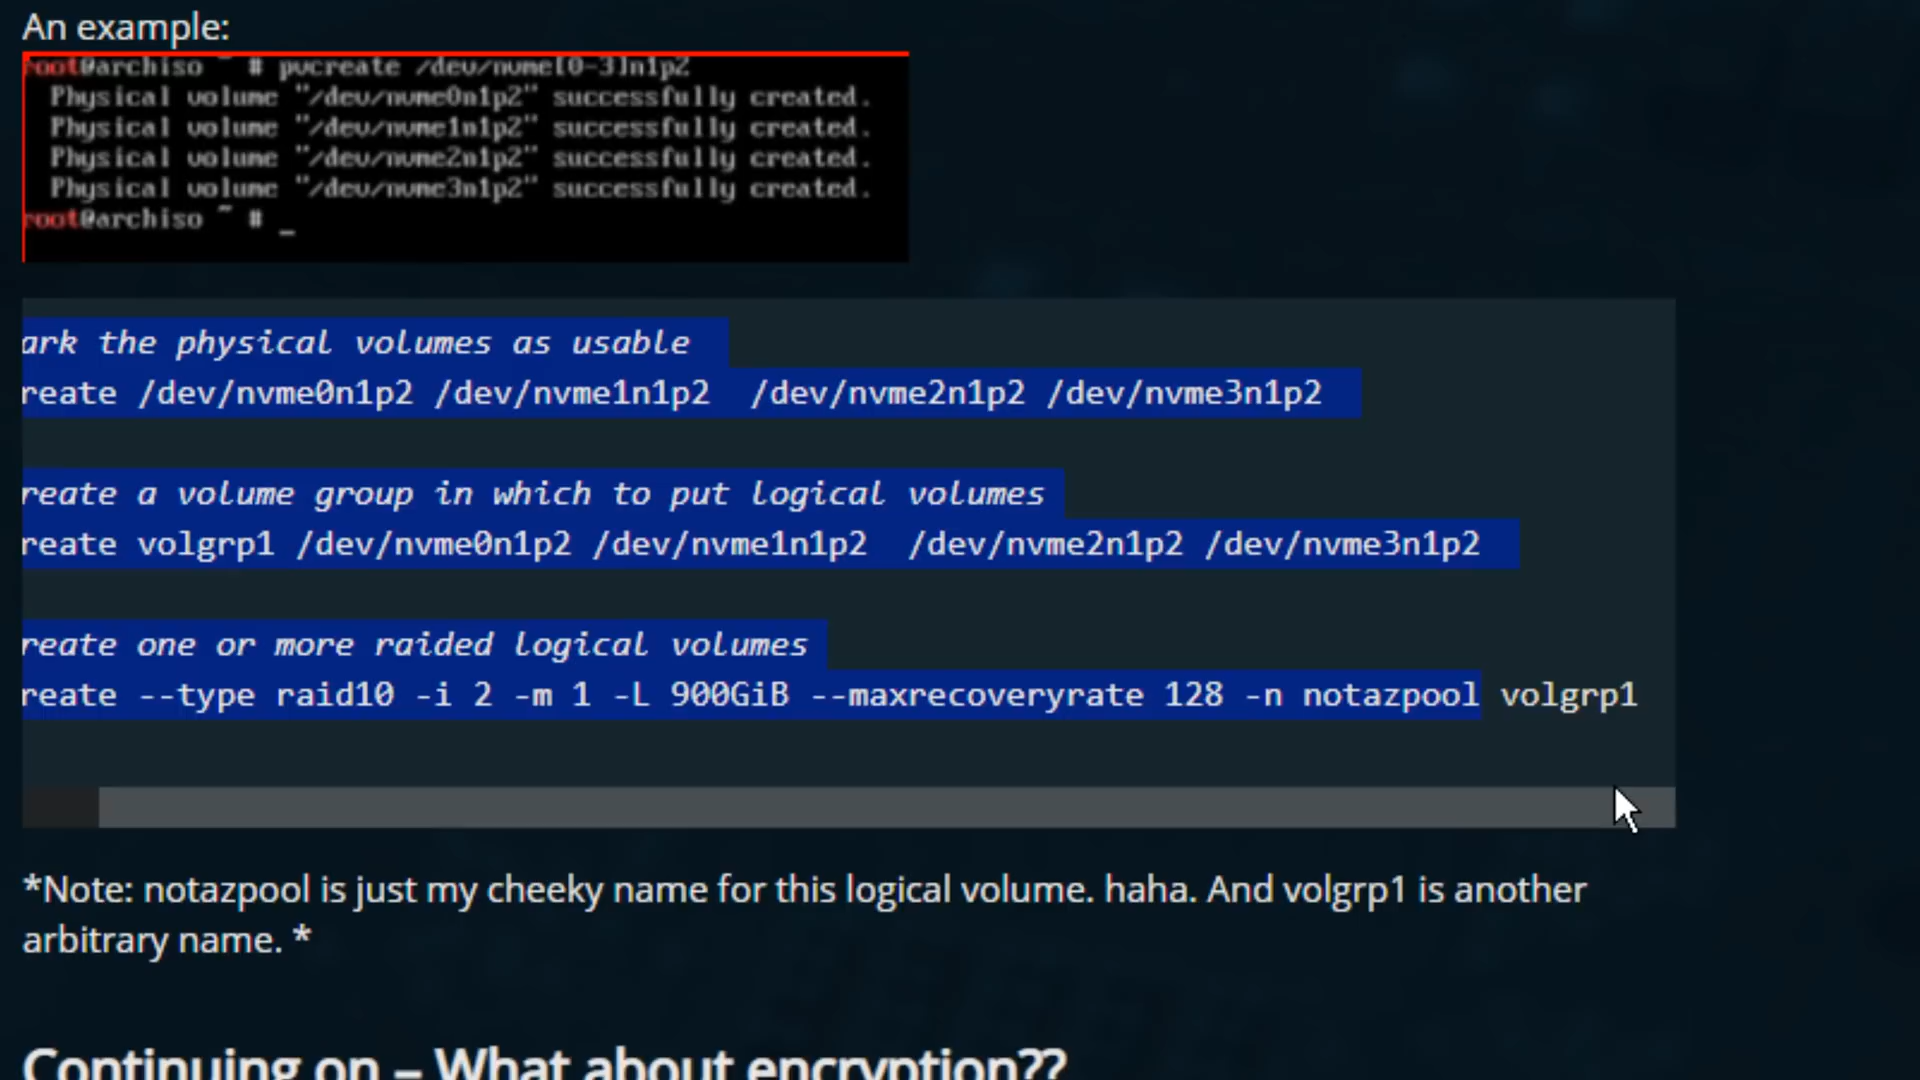 An example:
root@archiso ~ # pvcreate /dev/nvme[0-3]n1p2
Physical volume "/dev/nvme0n1p2" successfully created.
Physical volume "/dev/nvme1n1p2" successfully created.
Physical volume "/dev/nvme2n1p2" successfully created.
Physical volume "/dev/nvme3n1p2" successfully created.
root@archiso ~ # _
ark the physical volumes as usable
reate /dev/nvme0n1p2 /dev/nvme1n1p2  /dev/nvme2n1p2 /dev/nvme3n1p2
reate a volume group in which to put logical volumes
reate volgrp1 /dev/nvme0n1p2 /dev/nvme1n1p2  /dev/nvme2n1p2 /dev/nvme3n1p2
reate one or more raided logical volumes
reate --type raid10 -i 2 -m 1 -L 900GiB --maxrecoveryrate 128 -n notazpool volgrp1
*Note: notazpool is just my cheeky name for this logical volume. haha. And volgrp1 is another
arbitrary name. *
Continuing on – What about encryption??